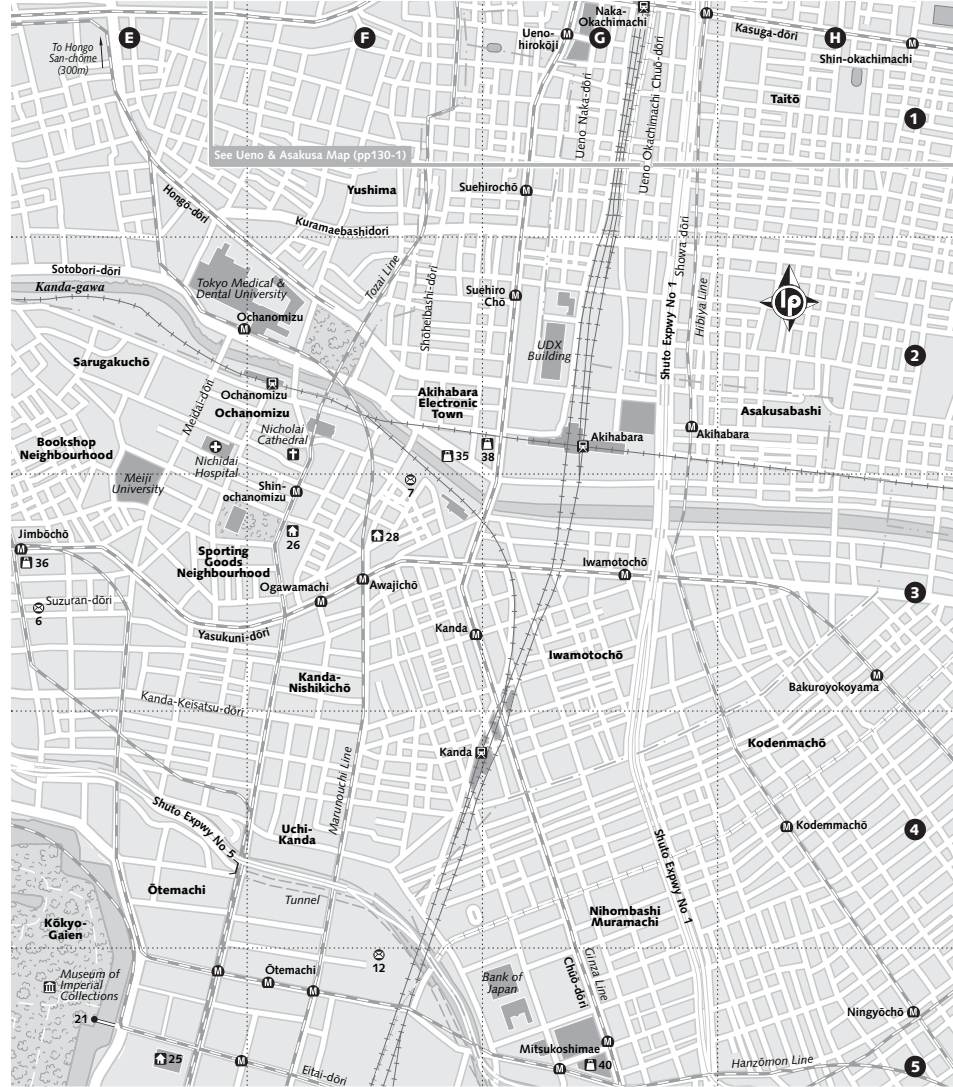 E
F
G
H
To Hongo
San-chōme
(300m)
Naka-
Okachimachi
Ueno-
hirokōji
Kasuga-dōri
Shin-okachimachi
Taitō
1
Ueno Naka-dōri
Ueno Okachimachi Chuō-dōri
See Ueno & Asakusa Map (pp130-1)
Yushima
Suehirochō
Hongō-dōri
Kuramaebashidori
Sotobori-dōri
Kanda-gawa
Tokyo Medical &
Dental University
Ochanomizu
Tozai Line
Shōheibashi-dōri
Suehiro
Chō
UDX
Building
Shuto Expwy No 1
Showa dōri
Hibiya Line
lp
2
Sarugakuchō
Meidai-dōri
Ochanomizu
Ochanomizu
Nicholai
Cathedral
Akihabara
Electronic
Town
Asakusabashi
Akihabara
Akihabara
Bookshop
Neighbourhood
Nichidai
Hospital
35
38
Meiji
University
Shin-
ochanomizu
7
Jimbōchō
36
26
28
Sporting
Goods
Neighbourhood
Iwamotochō
Ogawamachi
Awajichō
3
Suzuran-dōri
6
Yasukuni-dōri
Kanda
Iwamotochō
Kanda-
Nishikichō
Bakuroyokoyama
Kanda-Keisatsu-dōri
Kanda
Kodenmachō
Marunouchi Line
Shuto Expwy No 5
Uchi-
Kanda
Kodemmachō
4
Shuto Expwy No 1
Ōtemachi
Tunnel
Kōkyo-
Gaien
Nihombashi
Muramachi
12
Ōtemachi
Museum of
Imperial
Collections
Bank of
Japan
Chūō-dōri
Ginza Line
21
Ningyōchō
25
Mitsukoshimae
40
Hanzōmon Line
5
Eitai-dōri